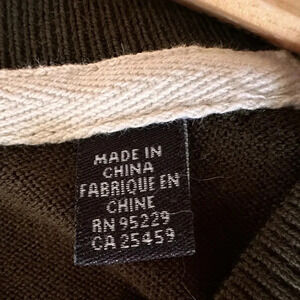 MADE IN
CHINA
FABRIQUE EN
CHINE
RN 95229
CA 25459